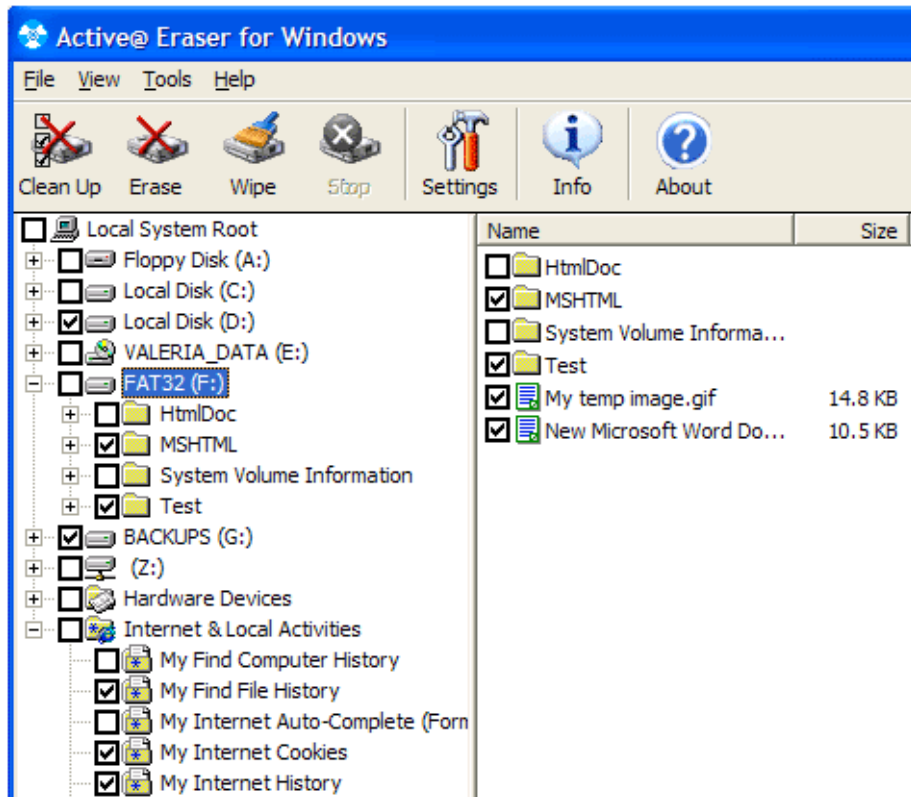 Active@ Eraser for Windows
File View Tools Help
Clean Up Erase Wipe Stop Settings Info About
Local System Root
Floppy Disk (A:)
Local Disk (C:)
Local Disk (D:)
VALERIA_DATA (E:)
FAT32 (F:)
HtmlDoc
MSHTML
System Volume Information
Test
BACKUPS (G:)
(Z:)
Hardware Devices
Internet & Local Activities
My Find Computer History
My Find File History
My Internet Auto-Complete (Form
My Internet Cookies
My Internet History
Name Size
HtmlDoc
MSHTML
System Volume Informa...
Test
My temp image.gif 14.8 KB
New Microsoft Word Do... 10.5 KB